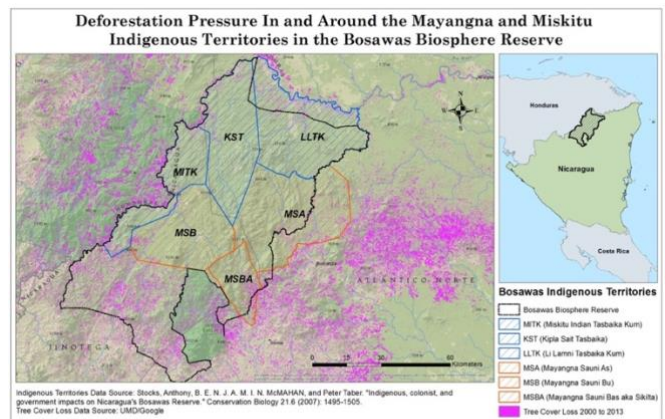 Deforestation Pressure In and Around the Mayangna and Miskitu
Indigenous Territories in the Bosawas Biosphere Reserve
KST
LLTK
MITK
MSB
MSA
MSBA
ATLÁNTICO NORTE
JINOTEGA
Kilometers
Honduras
Nicaragua
Costa Rica
Bosawas Indigenous Territories
Bosawas Biosphere Reserve
MITK (Miskitu Indian Tasbaika Kum)
KST (Kipla Sait Tasbaika)
LLTK (Li Lamni Tasbaika Kum)
MSA (Mayangna Sauni As)
MSB (Mayangna Sauni Bu)
MSBA (Mayangna Sauni Bas aka Sikilta)
Tree Cover Loss 2000 to 2013
Indigenous Territories Data Source: Stocks, Anthony, B. E. N. J. A. M. I. N. McMAHAN, and Peter Taber. "Indigenous, colonist, and
government impacts on Nicaragua's Bosawas Reserve." Conservation Biology 21.6 (2007): 1495-1505.
Tree Cover Loss Data Source: UMD/Google